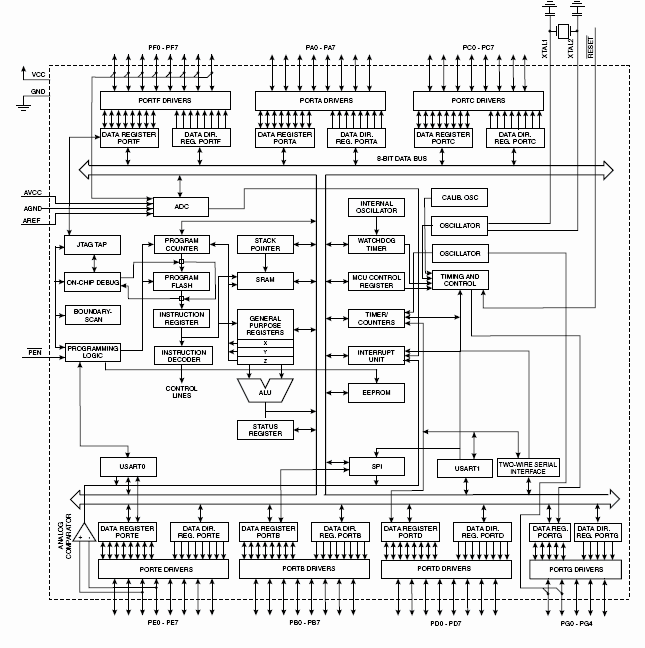 XTAL1
XTAL2
RESET
PF0 - PF7
PA0 - PA7
PC0 - PC7
VCC
GND
PORTF DRIVERS
PORTA DRIVERS
PORTC DRIVERS
DATA REGISTER
PORTF
DATA DIR.
REG. PORTF
DATA REGISTER
PORTA
DATA DIR.
REG. PORTA
DATA REGISTER
PORTC
DATA DIR.
REG. PORTC
8-BIT DATA BUS
AVCC
AGND
AREF
ADC
INTERNAL
OSCILLATOR
CALIB. OSC
OSCILLATOR
JTAG TAP
PROGRAM
COUNTER
STACK
POINTER
WATCHDOG
TIMER
OSCILLATOR
ON-CHIP DEBUG
PROGRAM
FLASH
SRAM
MCU CONTROL
REGISTER
TIMING AND
CONTROL
BOUNDARY-
SCAN
INSTRUCTION
REGISTER
GENERAL
PURPOSE
REGISTERS
X
Y
Z
TIMER/
COUNTERS
PEN
PROGRAMMING
LOGIC
INSTRUCTION
DECODER
INTERRUPT
UNIT
CONTROL
LINES
ALU
EEPROM
STATUS
REGISTER
USART0
SPI
USART1
TWO-WIRE SERIAL
INTERFACE
ANALOG
COMPARATOR
+
-
DATA REGISTER
PORTE
DATA DIR.
REG. PORTE
DATA REGISTER
PORTB
DATA DIR.
REG. PORTB
DATA REGISTER
PORTD
DATA DIR.
REG. PORTD
DATA REG.
PORTG
DATA DIR.
REG. PORTG
PORTE DRIVERS
PORTB DRIVERS
PORTD DRIVERS
PORTG DRIVERS
PE0 - PE7
PB0 - PB7
PD0 - PD7
PG0 - PG4